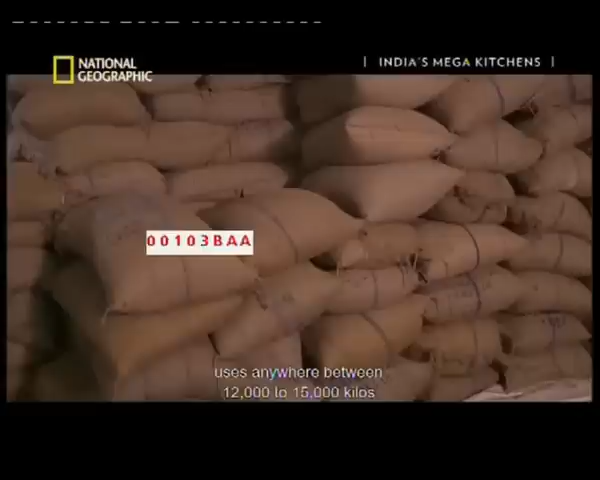 NATIONAL
GEOGRAPHIC
| INDIA'S MEGA KITCHENS |
00103BAA
uses anywhere between
12,000 to 15,000 kilos